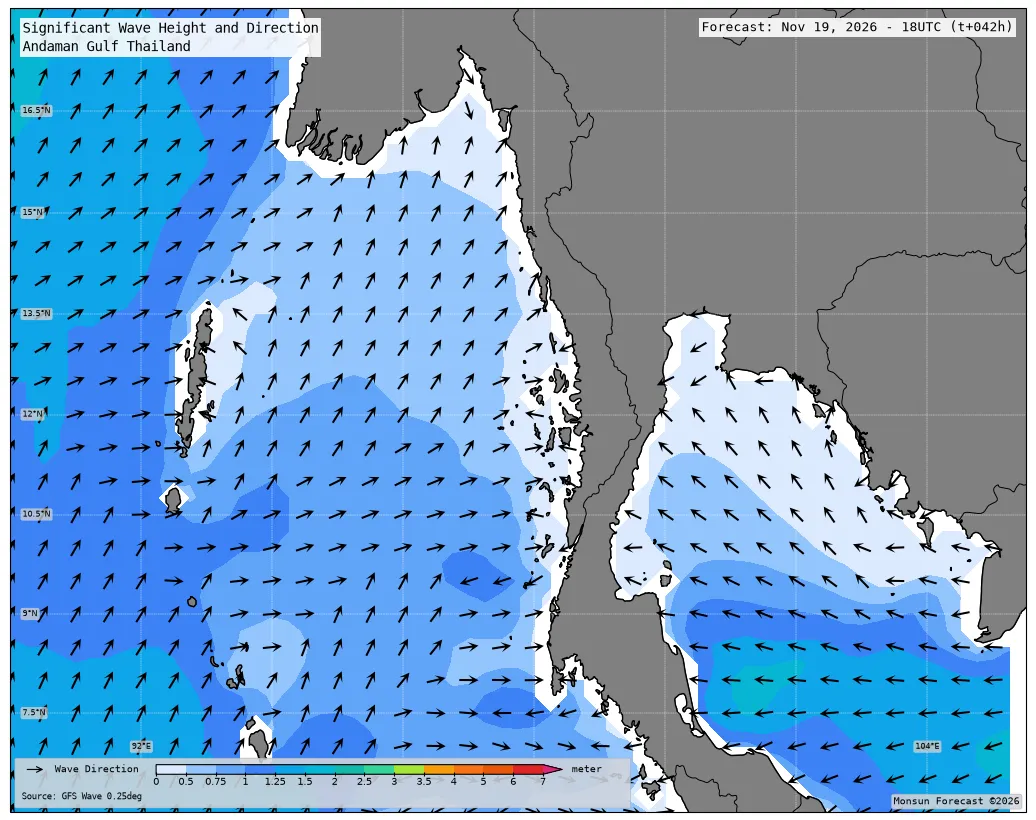 Significant Wave Height and Direction
Andaman Gulf Thailand
Forecast: Nov 19, 2026 - 18UTC (t+042h)
16.5°N
15°N
13.5°N
12°N
10.5°N
9°N
7.5°N
92°E
104°E
Wave Direction
meter
0 0.5 0.75 1 1.25 1.5 2 2.5 3 3.5 4 5 6 7
Source: GFS Wave 0.25deg
Monsun Forecast ©2026